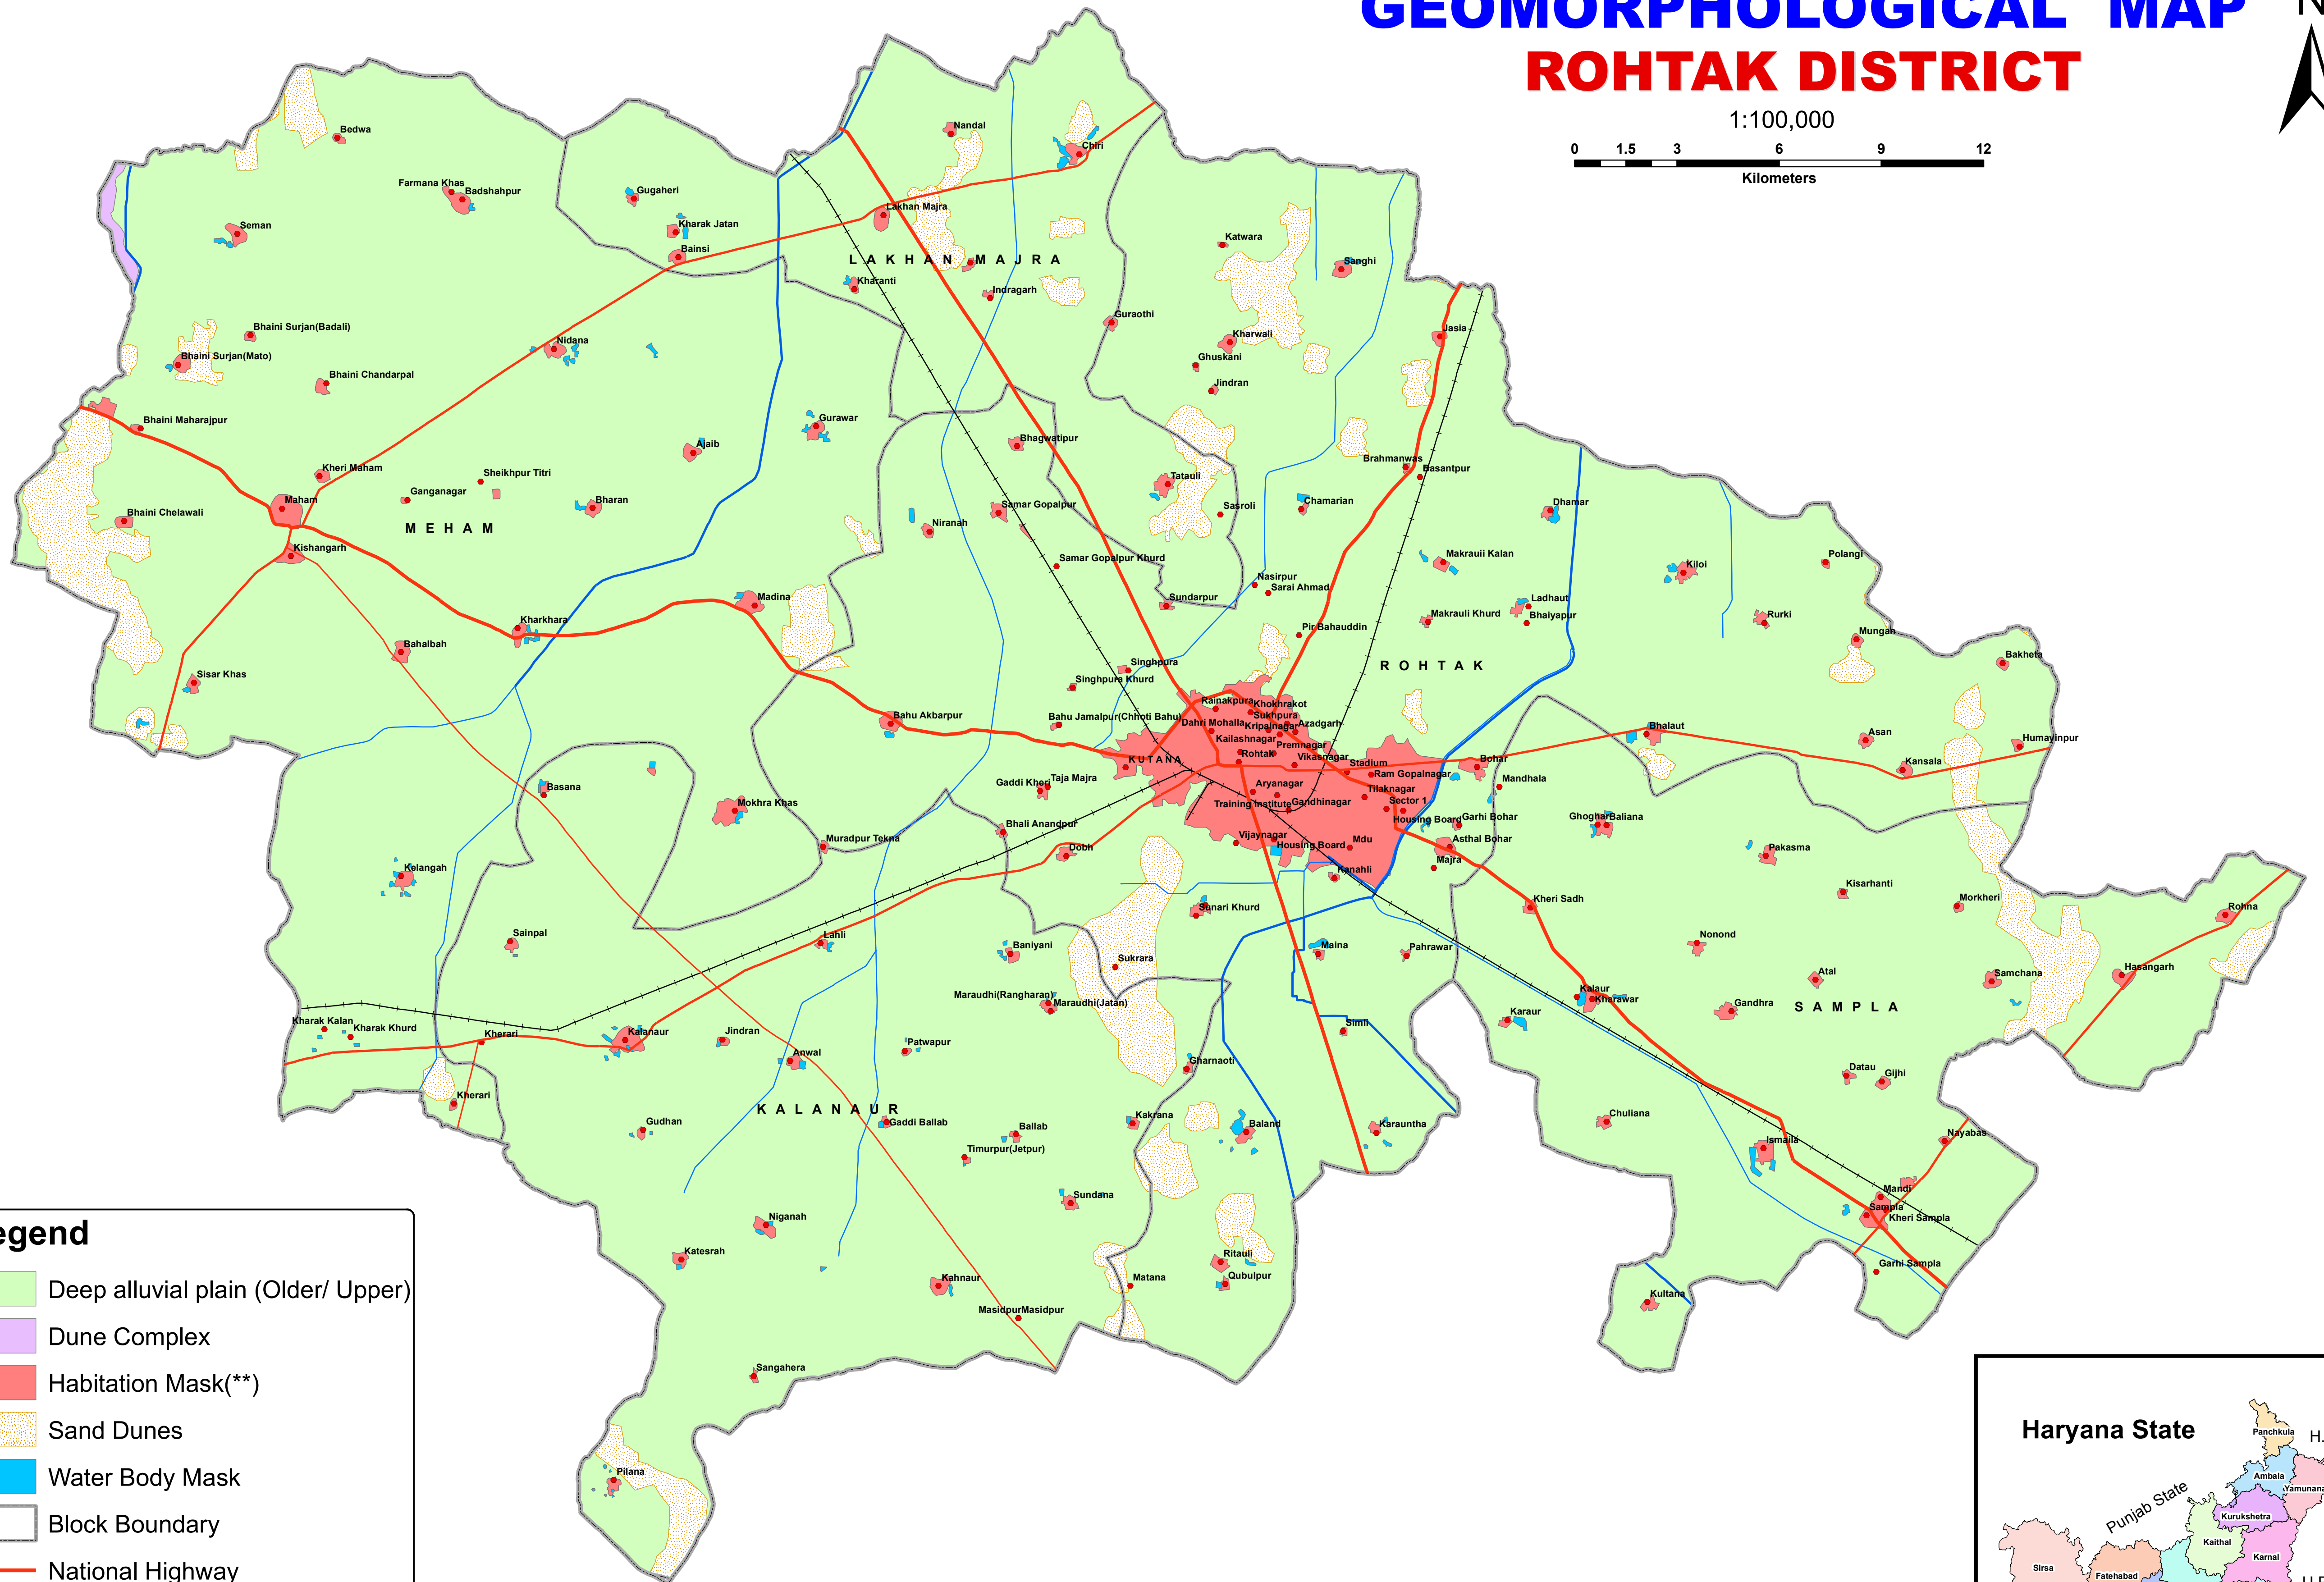 GEOMORPHOLOGICAL MAP
N
ROHTAK DISTRICT
1:100,000
0 1.5 3 6 9 12
Kilometers
Bedwa
Nandal
Chiri
Farmana Khas
Badshahpur
Gugaheri
Kharak Jatan
Lakhan Majra
Seman
Bainsi
Katwara
LAKHAN MAJRA
Sanghi
Kharanti
Indragarh
Guraothi
Bhaini Surjan(Badali)
Kharwali
Jasia
Nidana
Bhaini Surjan(Mato)
Ghuskani
Bhaini Chandarpal
Jindran
Bhaini Maharajpur
Gurawar
Ajaib
Bhagwatipur
Brahmanwas
Basantpur
Kheri Maham
Sheikhpur Titri
Tatauli
Ganganagar
Maham
Bharan
Samar Gopalpur
Sasroli
Chamarian
Dhamar
Bhaini Chelawali
MEHAM
Niranah
Kishangarh
Samar Gopalpur Khurd
Makrauii Kalan
Kiloi
Polangi
Nasirpur
Sarai Ahmad
Madina
Sundarpur
Ladhaut
Bhaiyapur
Makrauli Khurd
Rurki
Kharkhara
Pir Bahauddin
Mungan
Bahalbah
Bakheta
Singhpura
ROHTAK
Sisar Khas
Singhpura Khurd
Rainakpura
Khokhrakot
Bahu Akbarpur
Bahu Jamalpur(Chhoti Bahu)
Sukhpura
Dahri Mohalla
Kripalnagar
Azadgarh
Bhalaut
Asan
Humayinpur
Kailashnagar
Premnagar
Rohtak
Vikasnagar
KUTANA
Stadium
Bohar
Kansala
Ram Gopalnagar
Mandhala
Basana
Gaddi Kheri
Taja Majra
Aryanagar
Tilaknagar
Mokhra Khas
Training Institute
Gandhinagar
Sector 1
Bhali Anandpur
Housing Board
Garhi Bohar
Ghoghar
Baliana
Muradpur Tekna
Vijaynagar
Mdu
Asthal Bohar
Dobh
Housing Board
Majra
Pakasma
Kelangah
Kanahli
Kisarhanti
Kheri Sadh
Morkheri
Sunari Khurd
Rohna
Sainpal
Lahli
Baniyani
Maina
Pahrawar
Nonond
Sukrara
Atal
Samchana
Hasangarh
Maraudhi(Rangharan)
Maraudhi(Jatan)
Kalaur
Kharawar
Gandhra
SAMPLA
Karaur
Kharak Kalan
Kharak Khurd
Kherari
Kalanaur
Jindran
Simli
Patwapur
Anwal
Gharnaoti
Datau
Gijhi
Kherari
KALANAUR
Kakrana
Chuliana
Gudhan
Gaddi Ballab
Ballab
Baland
Karauntha
Nayabas
Timurpur(Jetpur)
Ismaila
Sundana
Mandi
Sampla
Kheri Sampla
Niganah
Katesrah
Ritauli
Garhi Sampla
Kahnaur
Matana
Qubulpur
Kultana
MasidpurMasidpur
Sangahera
Pilana
egend
Deep alluvial plain (Older/ Upper)
Dune Complex
Habitation Mask(**)
Sand Dunes
Water Body Mask
Block Boundary
National Highway
Haryana State
Panchkula
H.
Ambala
Yamunana
Punjab State
Kurukshetra
Kaithal
Karnal
Sirsa
Fatehabad